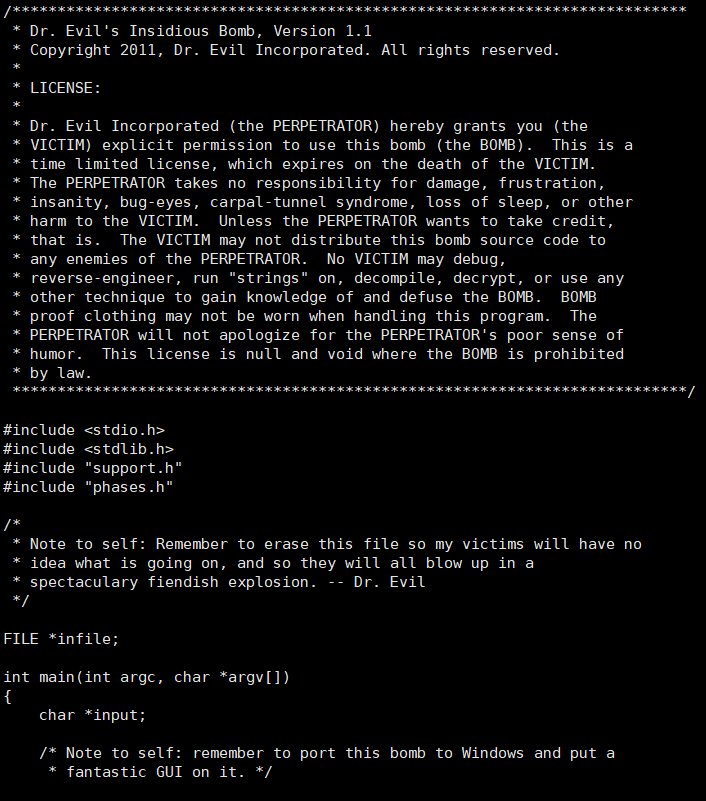 /***************************************************************************
 * Dr. Evil's Insidious Bomb, Version 1.1
 * Copyright 2011, Dr. Evil Incorporated. All rights reserved.
 *
 * LICENSE:
 *
 * Dr. Evil Incorporated (the PERPETRATOR) hereby grants you (the
 * VICTIM) explicit permission to use this bomb (the BOMB).  This is a
 * time limited license, which expires on the death of the VICTIM.
 * The PERPETRATOR takes no responsibility for damage, frustration,
 * insanity, bug-eyes, carpal-tunnel syndrome, loss of sleep, or other
 * harm to the VICTIM.  Unless the PERPETRATOR wants to take credit,
 * that is.  The VICTIM may not distribute this bomb source code to
 * any enemies of the PERPETRATOR.  No VICTIM may debug,
 * reverse-engineer, run "strings" on, decompile, decrypt, or use any
 * other technique to gain knowledge of and defuse the BOMB.  BOMB
 * proof clothing may not be worn when handling this program.  The
 * PERPETRATOR will not apologize for the PERPETRATOR's poor sense of
 * humor.  This license is null and void where the BOMB is prohibited
 * by law.
 ***************************************************************************/

#include <stdio.h>
#include <stdlib.h>
#include "support.h"
#include "phases.h"

/*
 * Note to self: Remember to erase this file so my victims will have no
 * idea what is going on, and so they will all blow up in a
 * spectaculary fiendish explosion. -- Dr. Evil
 */

FILE *infile;

int main(int argc, char *argv[])
{
    char *input;

    /* Note to self: remember to port this bomb to Windows and put a
     * fantastic GUI on it. */